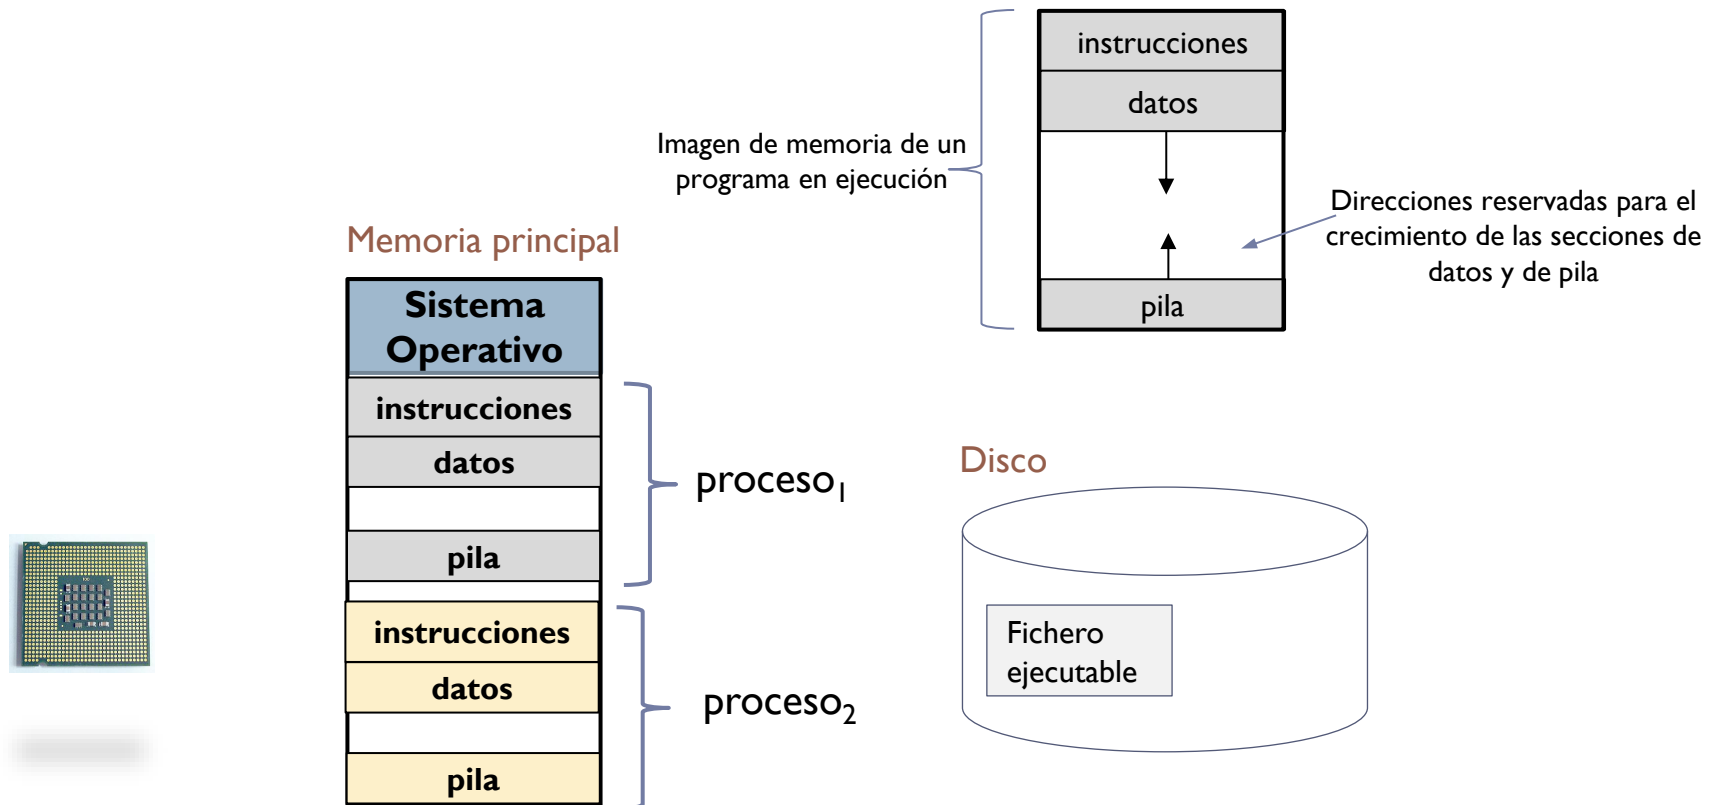 instrucciones
datos
Imagen de memoria de un
programa en ejecución
Direcciones reservadas para el
crecimiento de las secciones de
datos y de pila
pila
Memoria principal
Sistema
Operativo
instrucciones
datos
proceso1
pila
instrucciones
datos
proceso2
pila
Disco
Fichero
ejecutable